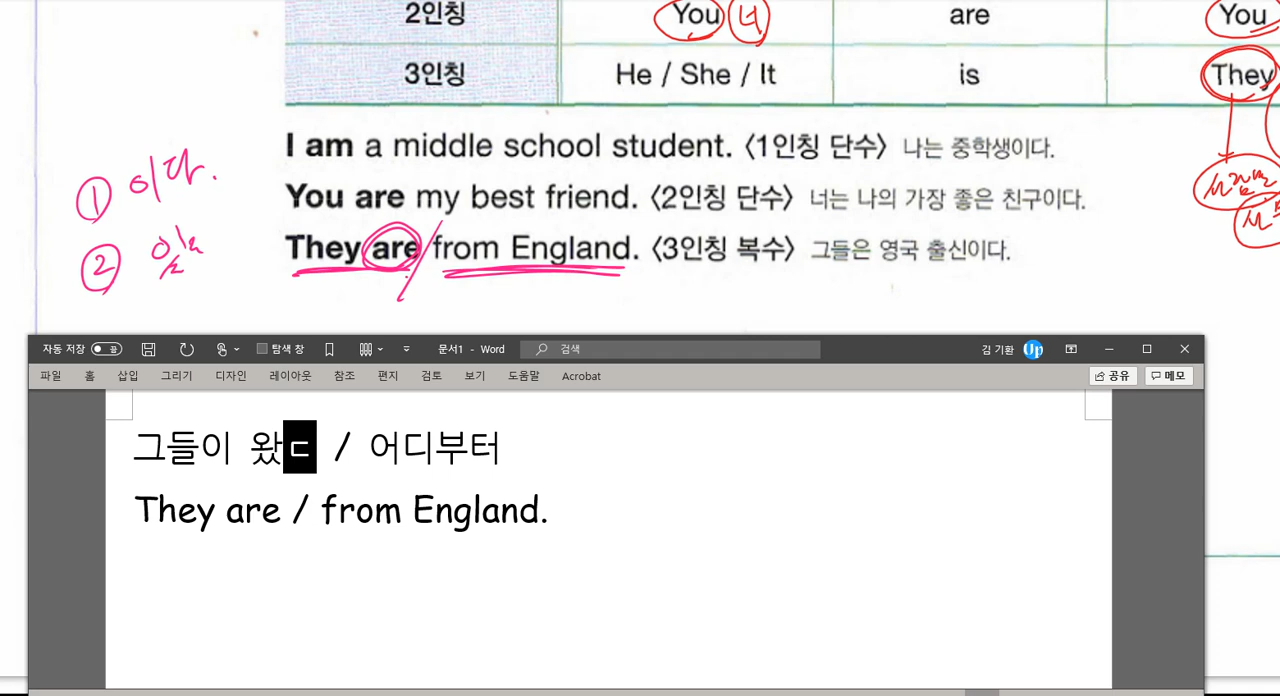 2인칭 You 너 are You
3인칭 He / She / It is They
I am a middle school student. 〈1인칭 단수〉 나는 중학생이다.
① 이다.
You are my best friend. 〈2인칭 단수〉 너는 나의 가장 좋은 친구이다.
②
They are / from England. 〈3인칭 복수〉 그들은 영국 출신이다.
자동 저장 끔 탐색 창 문서1 - Word 검색 김 기환 Up
파일 홈 삽입 그리기 디자인 레이아웃 참조 편지 검토 보기 도움말 Acrobat 공유 메모
그들이 왔ㄷ / 어디부터
They are / from England.